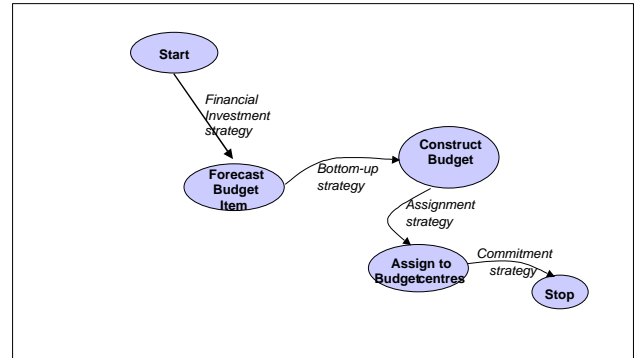 Start
Financial
Investment
strategy
Forecast
Budget
Item
Bottom-up
strategy
Construct
Budget
Assignment
strategy
Assign to
Budgetcentres
Commitment
strategy
Stop